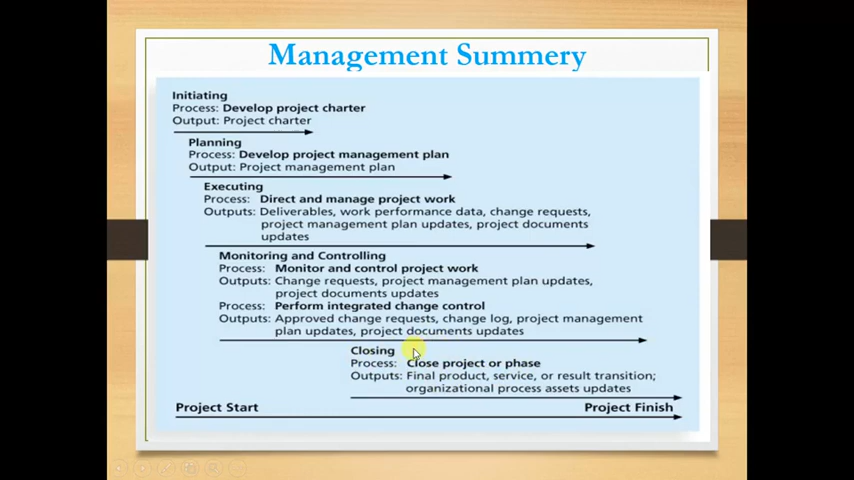 Management Summery
Initiating
Process: Develop project charter
Output: Project charter
Planning
Process: Develop project management plan
Output: Project management plan
Executing
Process: Direct and manage project work
Outputs: Deliverables, work performance data, change requests,
project management plan updates, project documents
updates
Monitoring and Controlling
Process: Monitor and control project work
Outputs: Change requests, project management plan updates,
project documents updates
Process: Perform integrated change control
Outputs: Approved change requests, change log, project management
plan updates, project documents updates
Closing
Process: Close project or phase
Outputs: Final product, service, or result transition;
organizational process assets updates
Project Start Project Finish